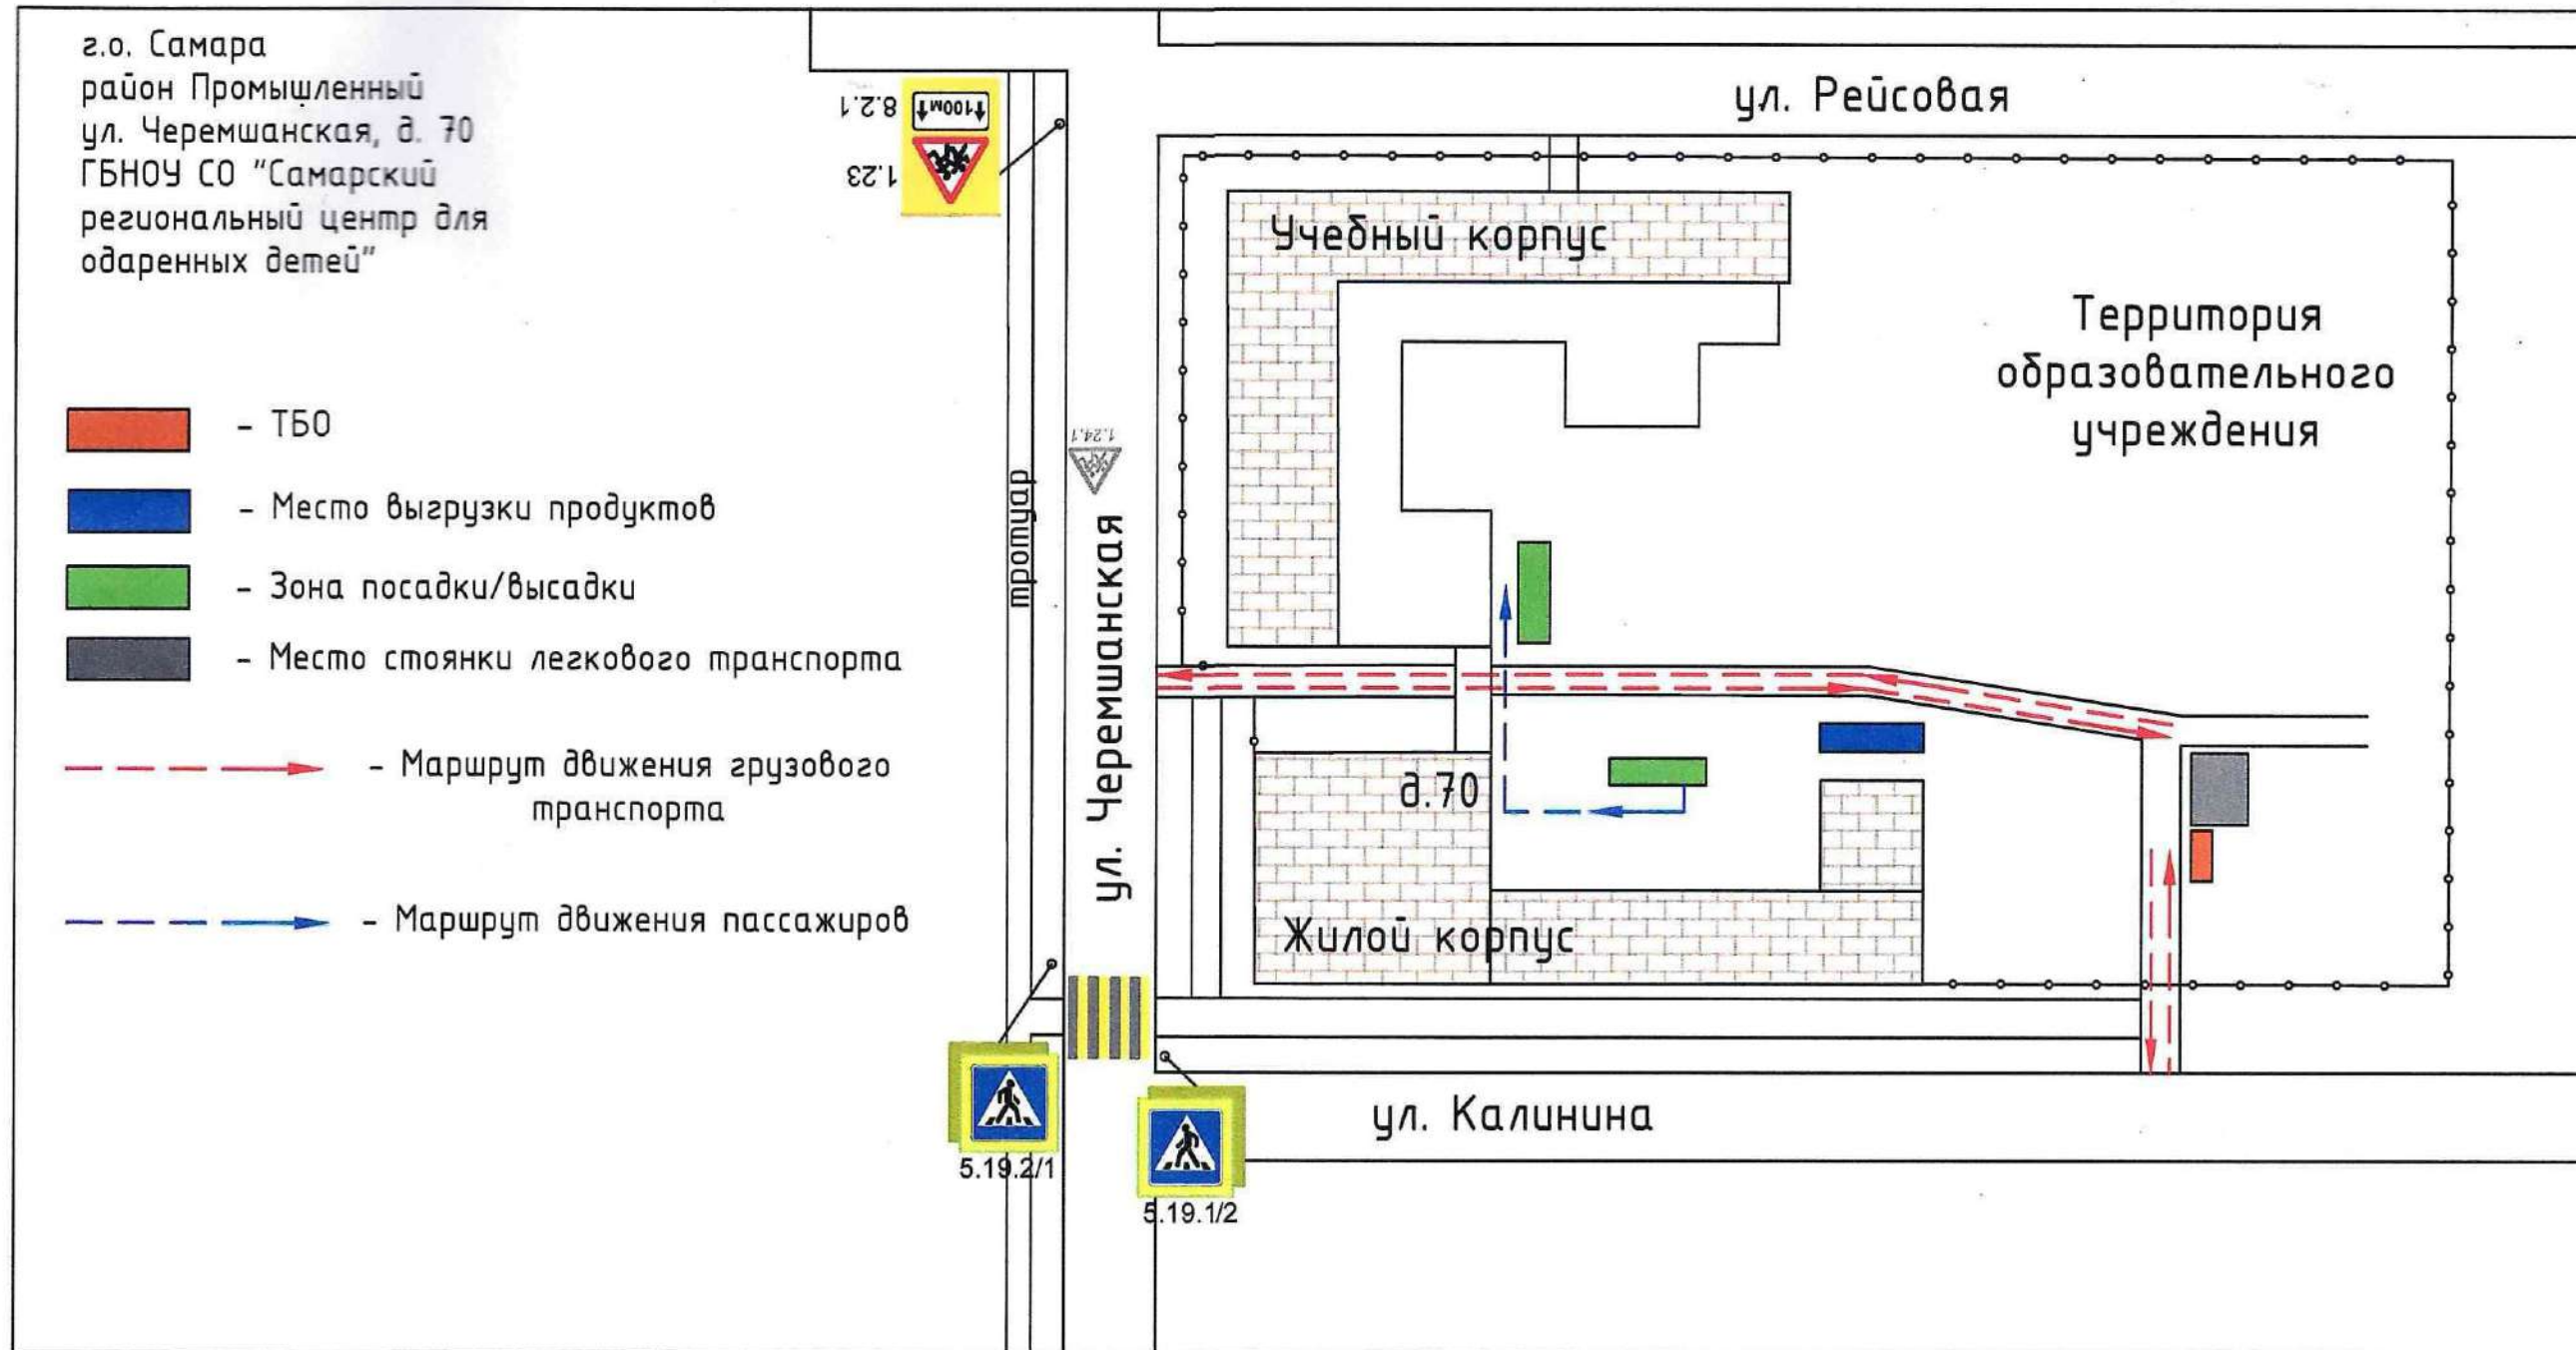 г.о. Самара
район Промышленный
ул. Черемшанская, д. 70
ГБНОУ СО "Самарский
региональный центр для
одаренных детей"
- ТБО
- Место выгрузки продуктов
- Зона посадки/высадки
- Место стоянки легкового транспорта
- Маршрут движения грузового
транспорта
- Маршрут движения пассажиров
8.2.1
100м
1.23
тротуар
1.24.1
ул. Черемшанская
ул. Рейсовая
Учебный корпус
Территория
образовательного
учреждения
д.70
Жилой корпус
5.19.2/1
5.19.1/2
ул. Калинина